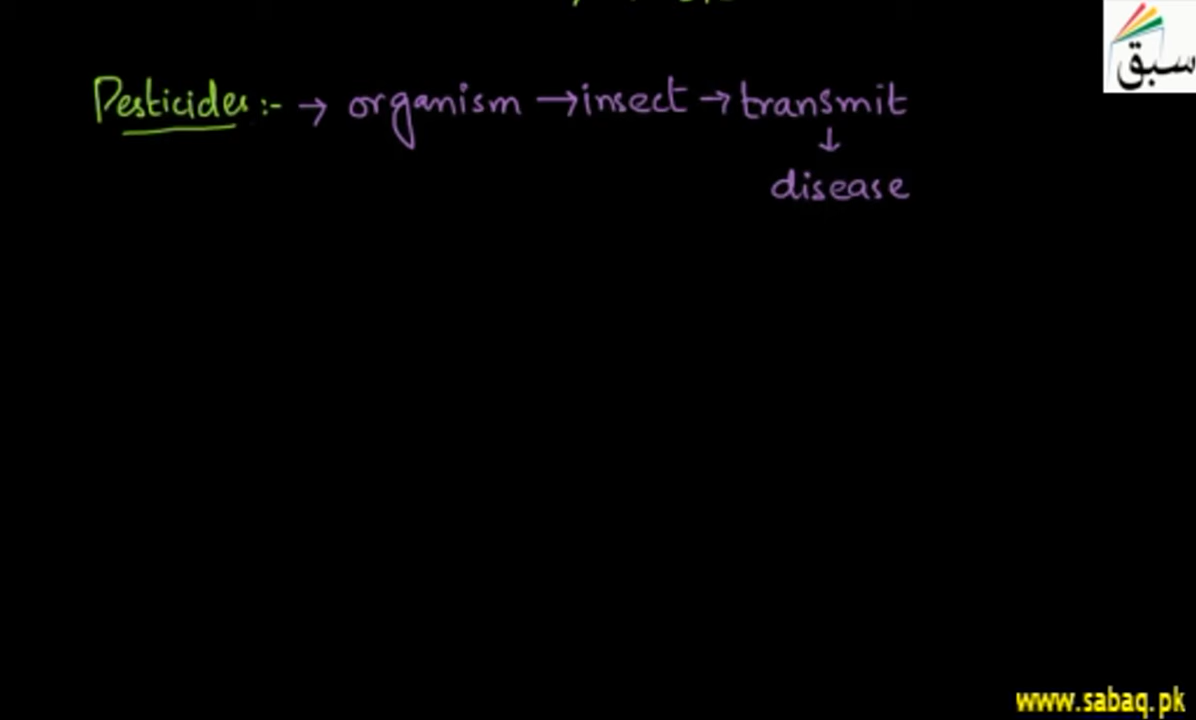 سبق
Pesticides :- → organism → insect → transmit
↓
disease
www.sabaq.pk